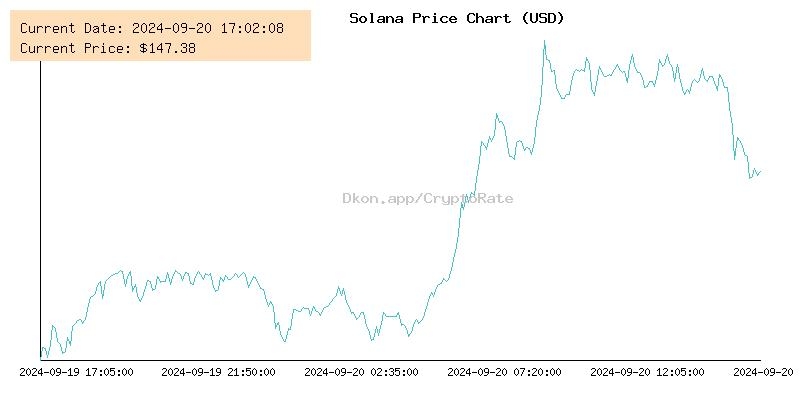 Solana Price Chart (USD)
Current Date: 2024-09-20 17:02:08
Current Price: $147.38
Dkon.app/CryptoRate
2024-09-19 17:05:00 2024-09-19 21:50:00 2024-09-20 02:35:00 2024-09-20 07:20:00 2024-09-20 12:05:00 2024-09-20